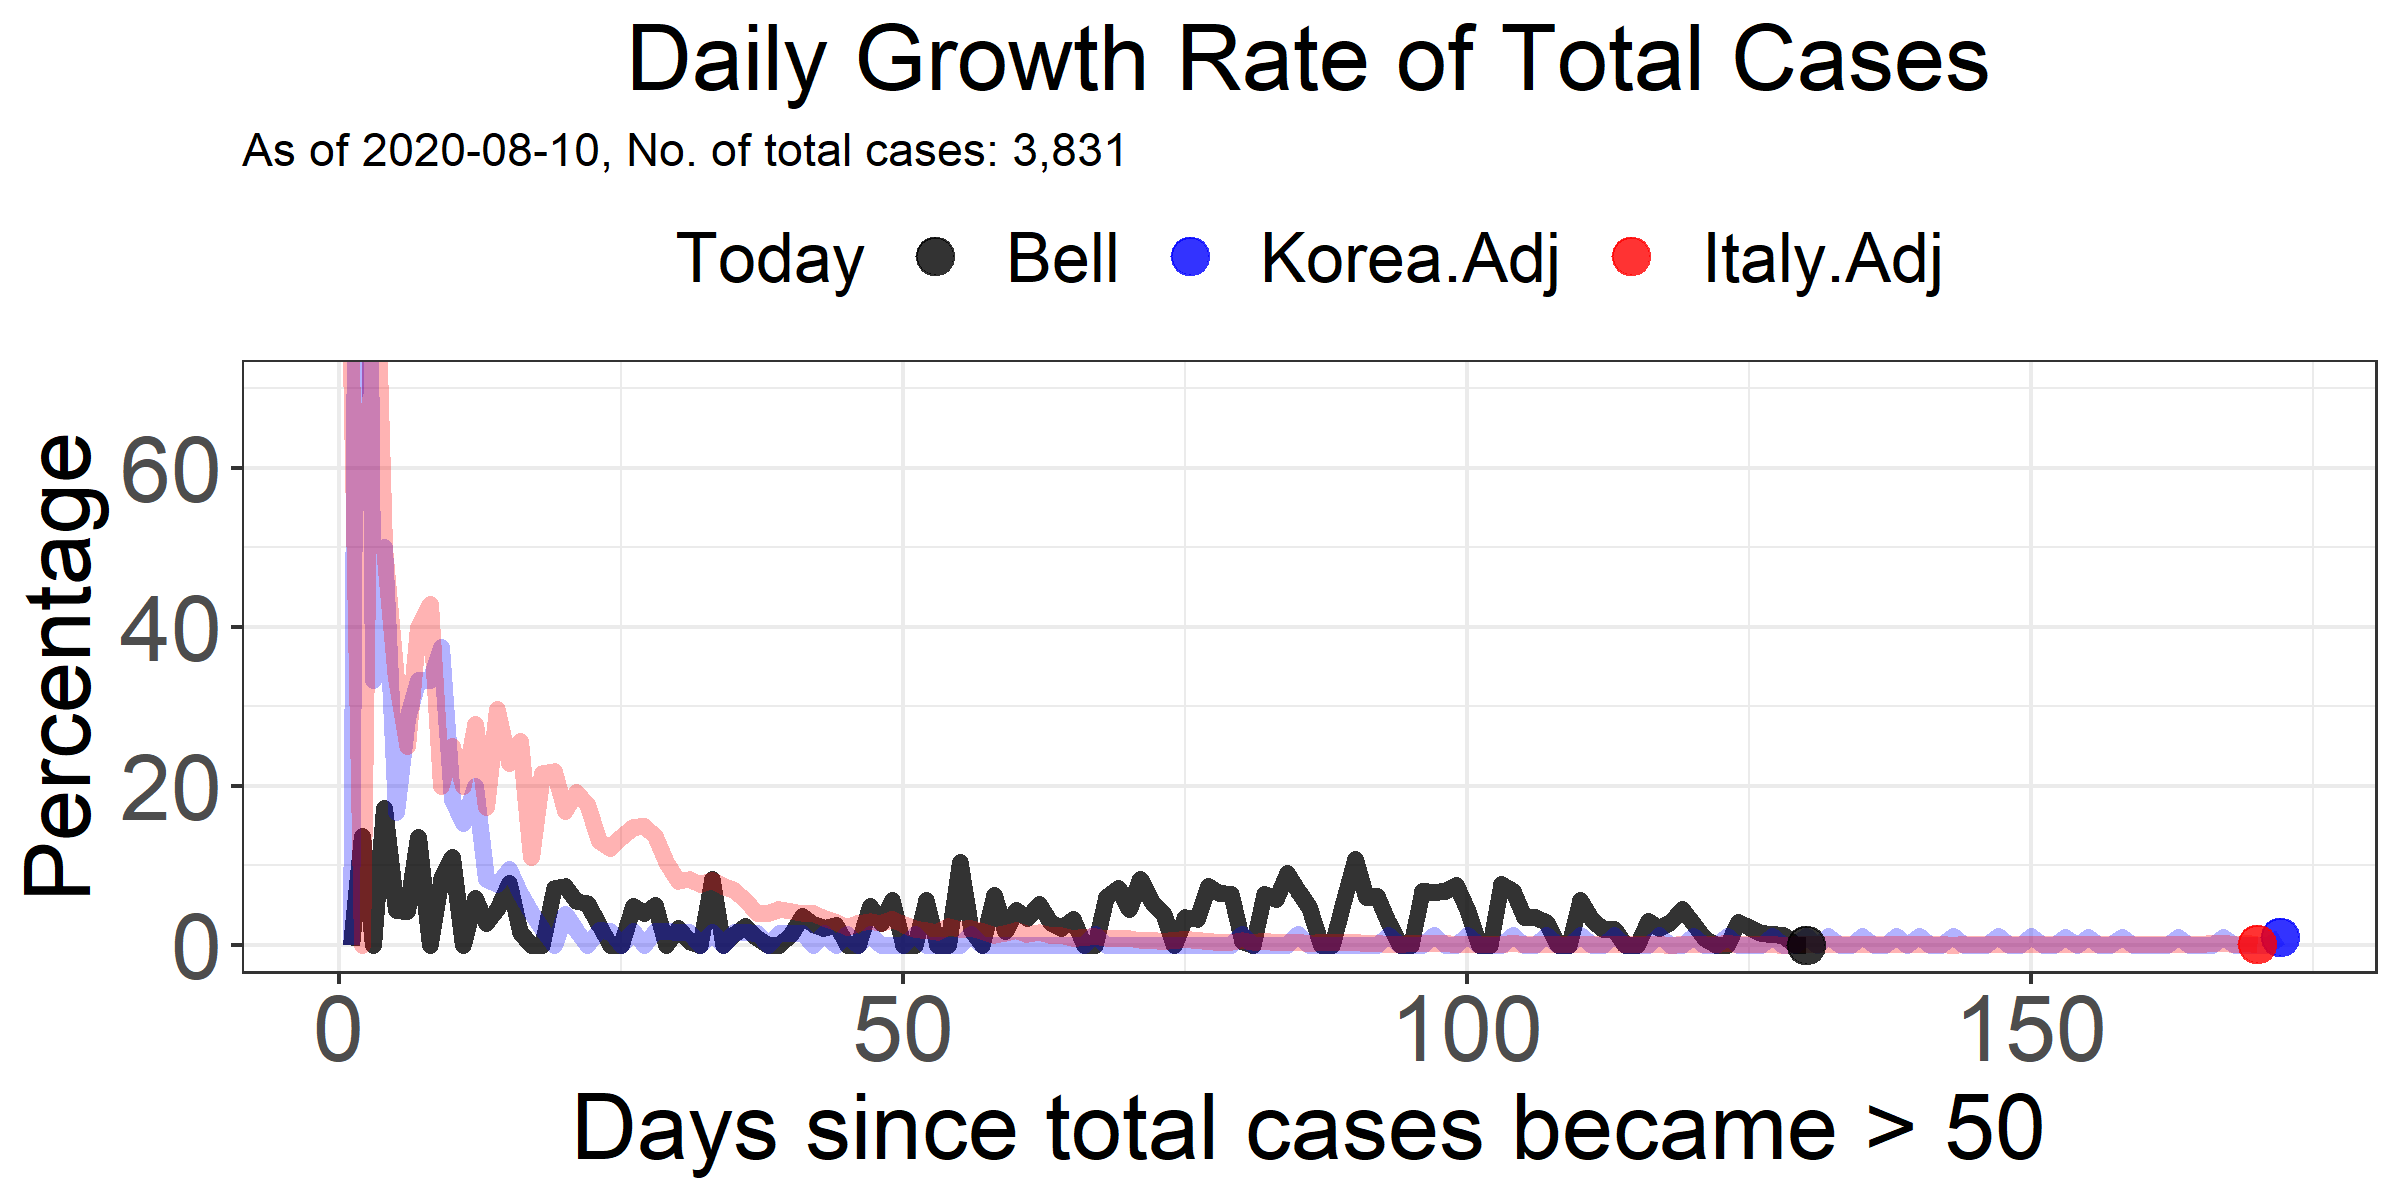 Daily Growth Rate of Total Cases
As of 2020-08-10, No. of total cases: 3,831
Today Bell Korea.Adj Italy.Adj
Percentage
60
40
20
0
0 50 100 150
Days since total cases became > 50